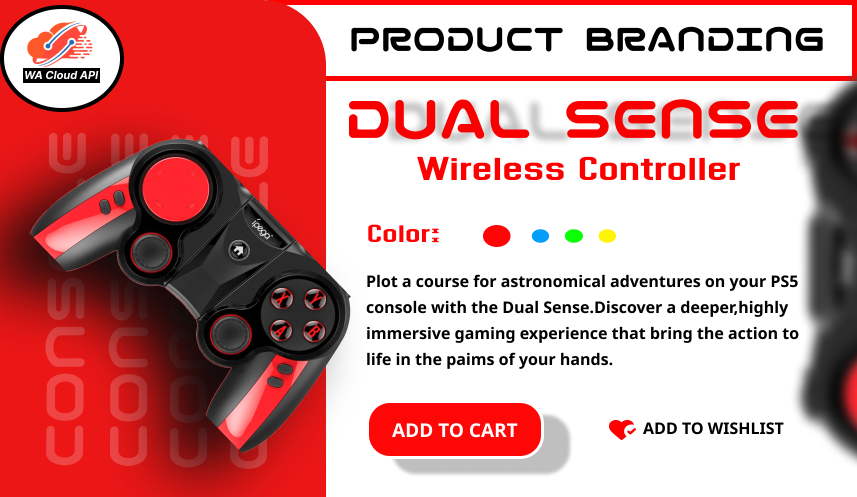 WA Cloud API
PRODUCT BRANDING
DUAL SENSE
Wireless Controller
Color:
Plot a course for astronomical adventures on your PS5
console with the Dual Sense.Discover a deeper,highly
immersive gaming experience that bring the action to
life in the paims of your hands.
ADD TO CART
ADD TO WISHLIST
ipega
X
Y
A
B